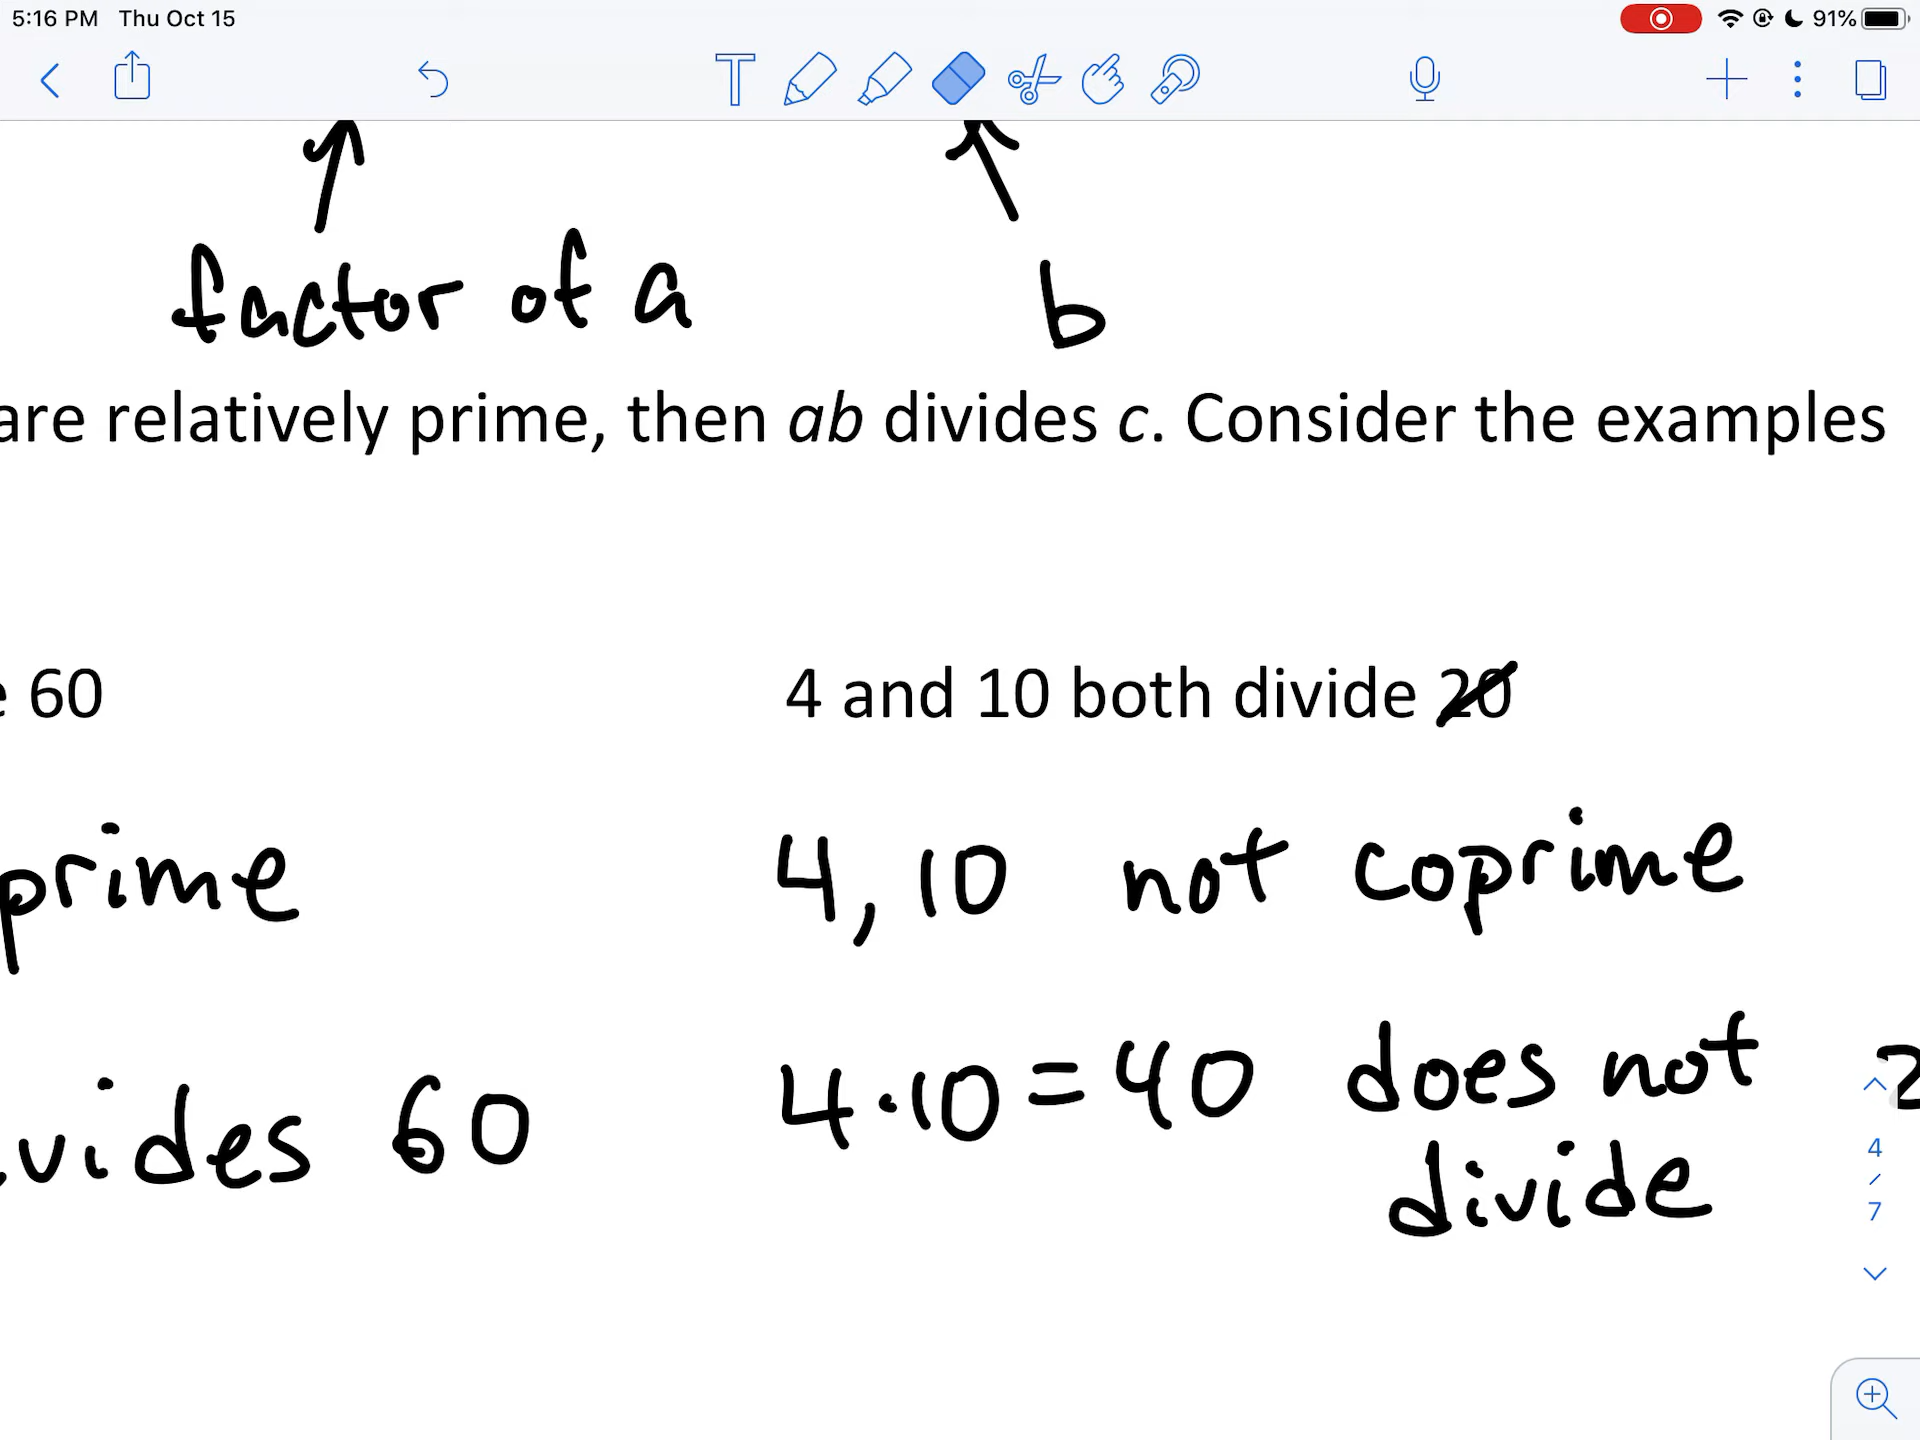 5:16 PM Thu Oct 15 91%
factor of a b
are relatively prime, then ab divides c. Consider the examples
60 4 and 10 both divide 20
prime 4, 10 not coprime
vides 60 4·10=40 does not 2
divide
4
/
7